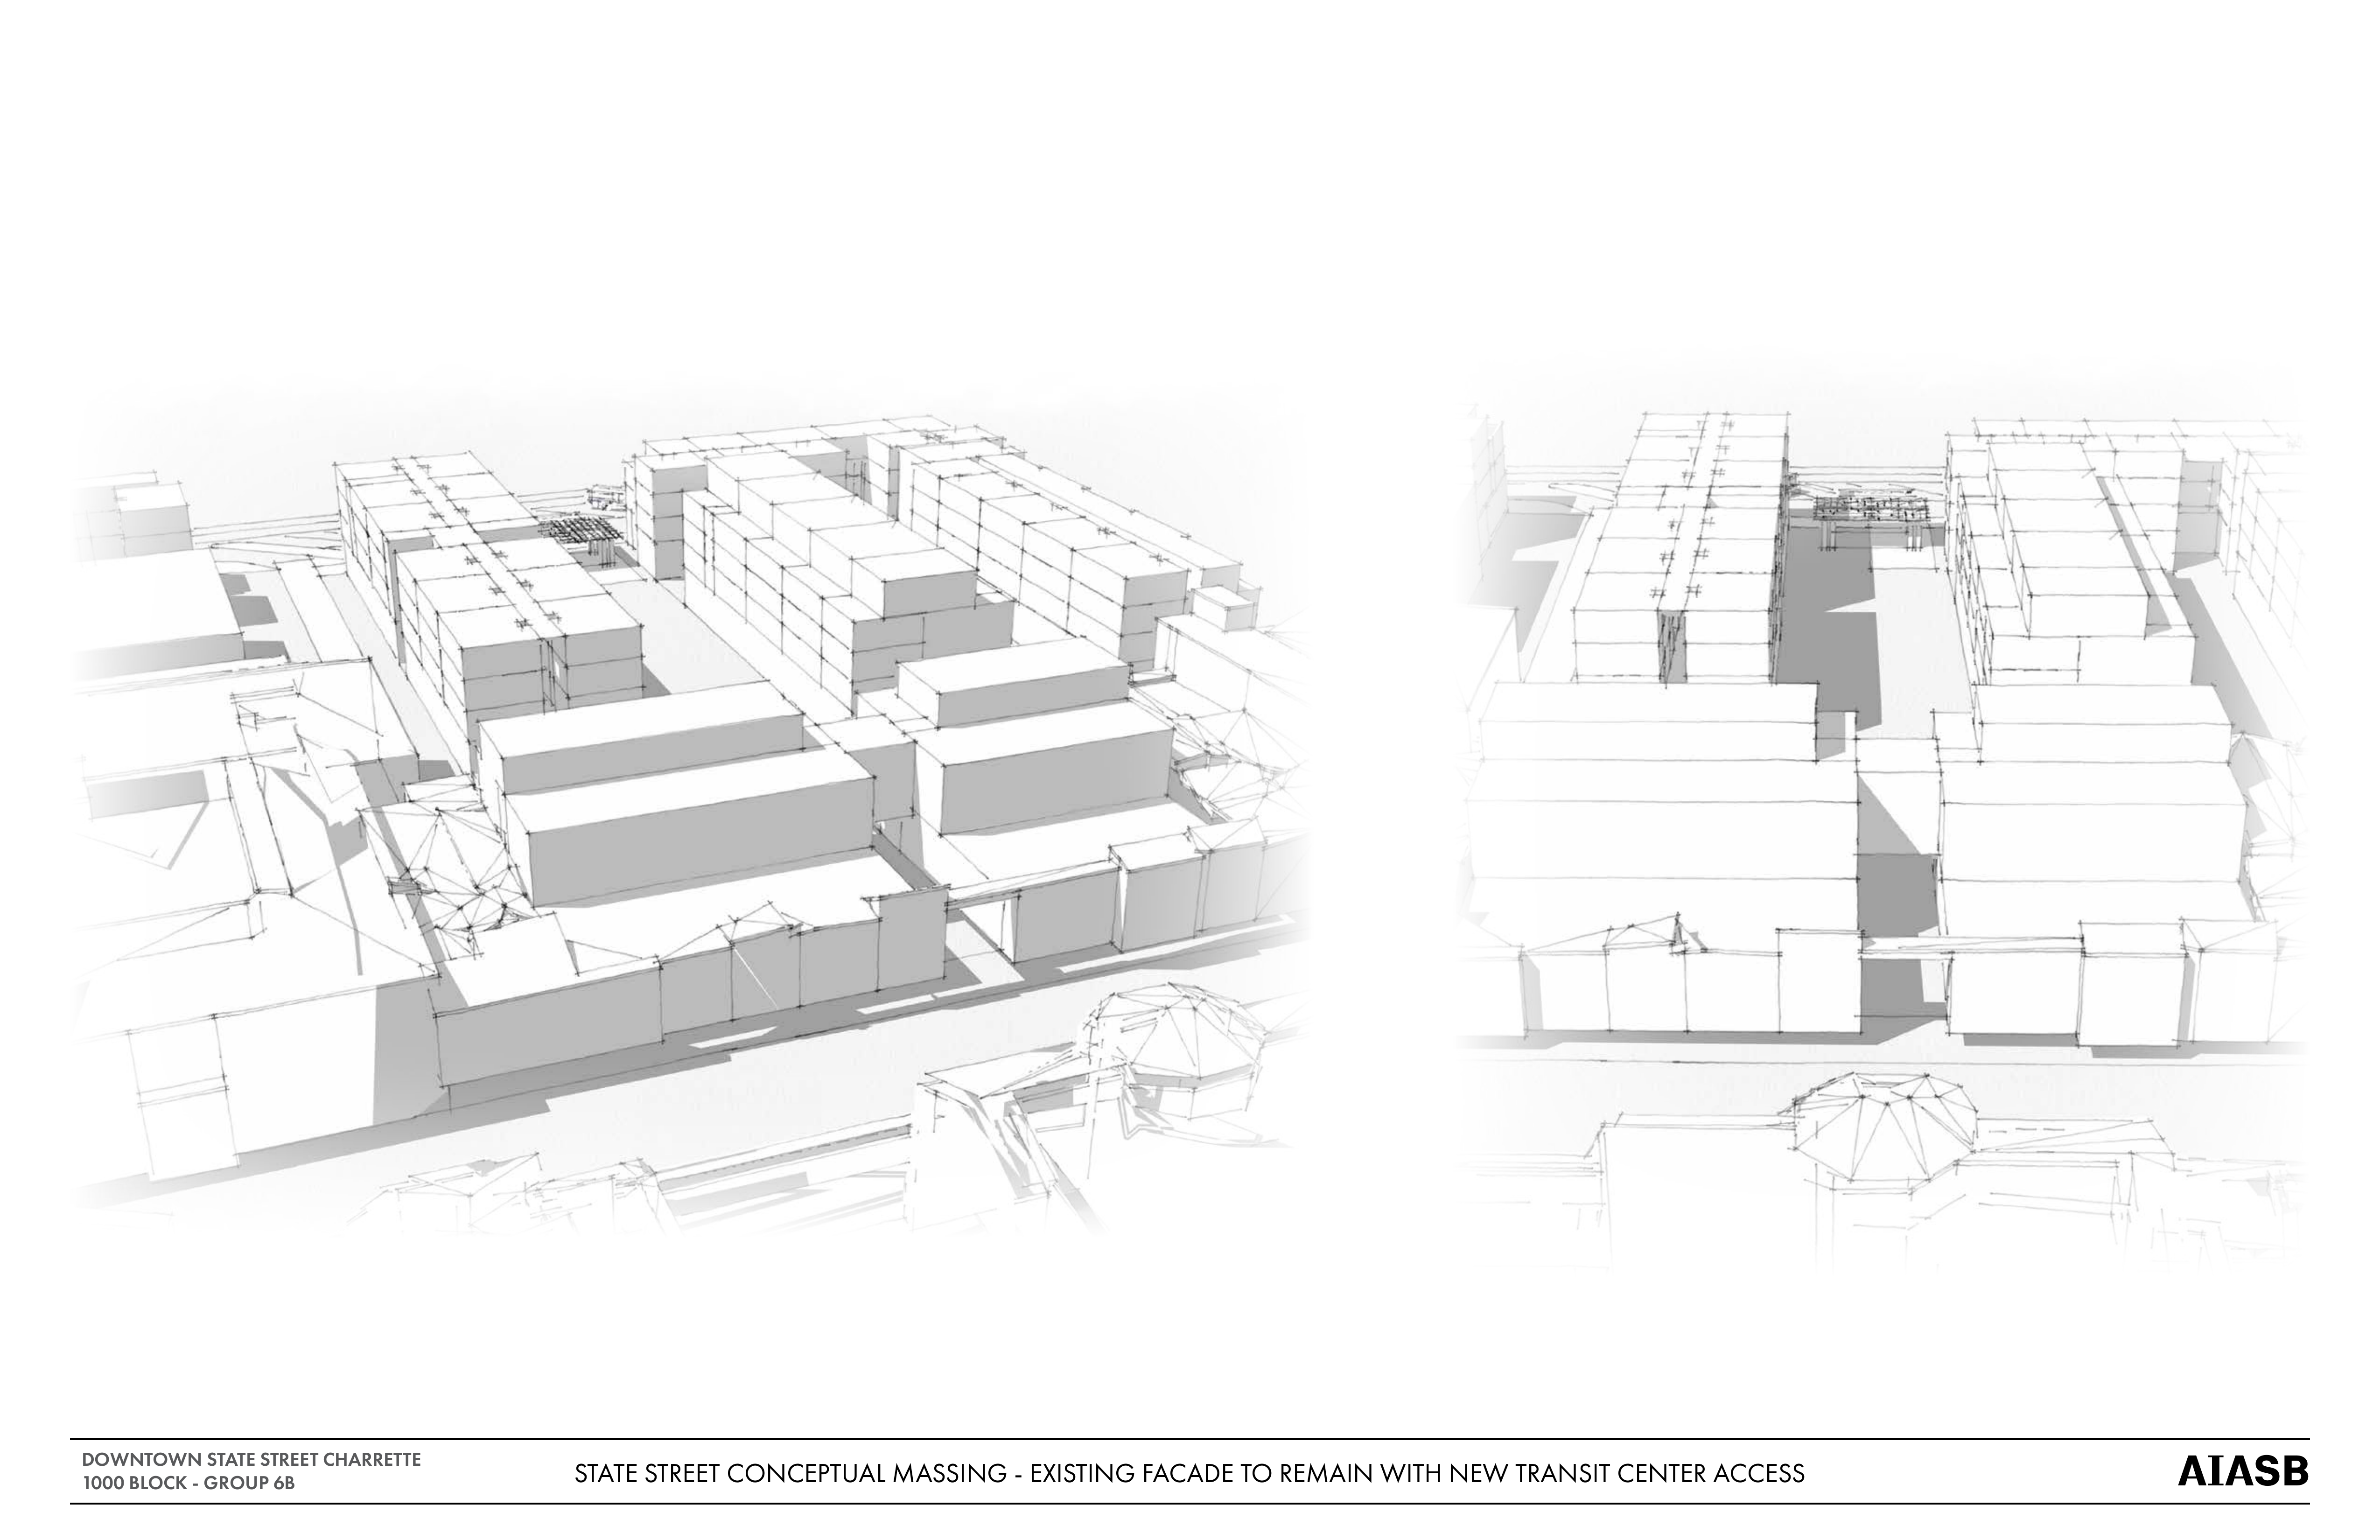 DOWNTOWN STATE STREET CHARRETTE
1000 BLOCK - GROUP 6B
STATE STREET CONCEPTUAL MASSING - EXISTING FACADE TO REMAIN WITH NEW TRANSIT CENTER ACCESS
AIASB